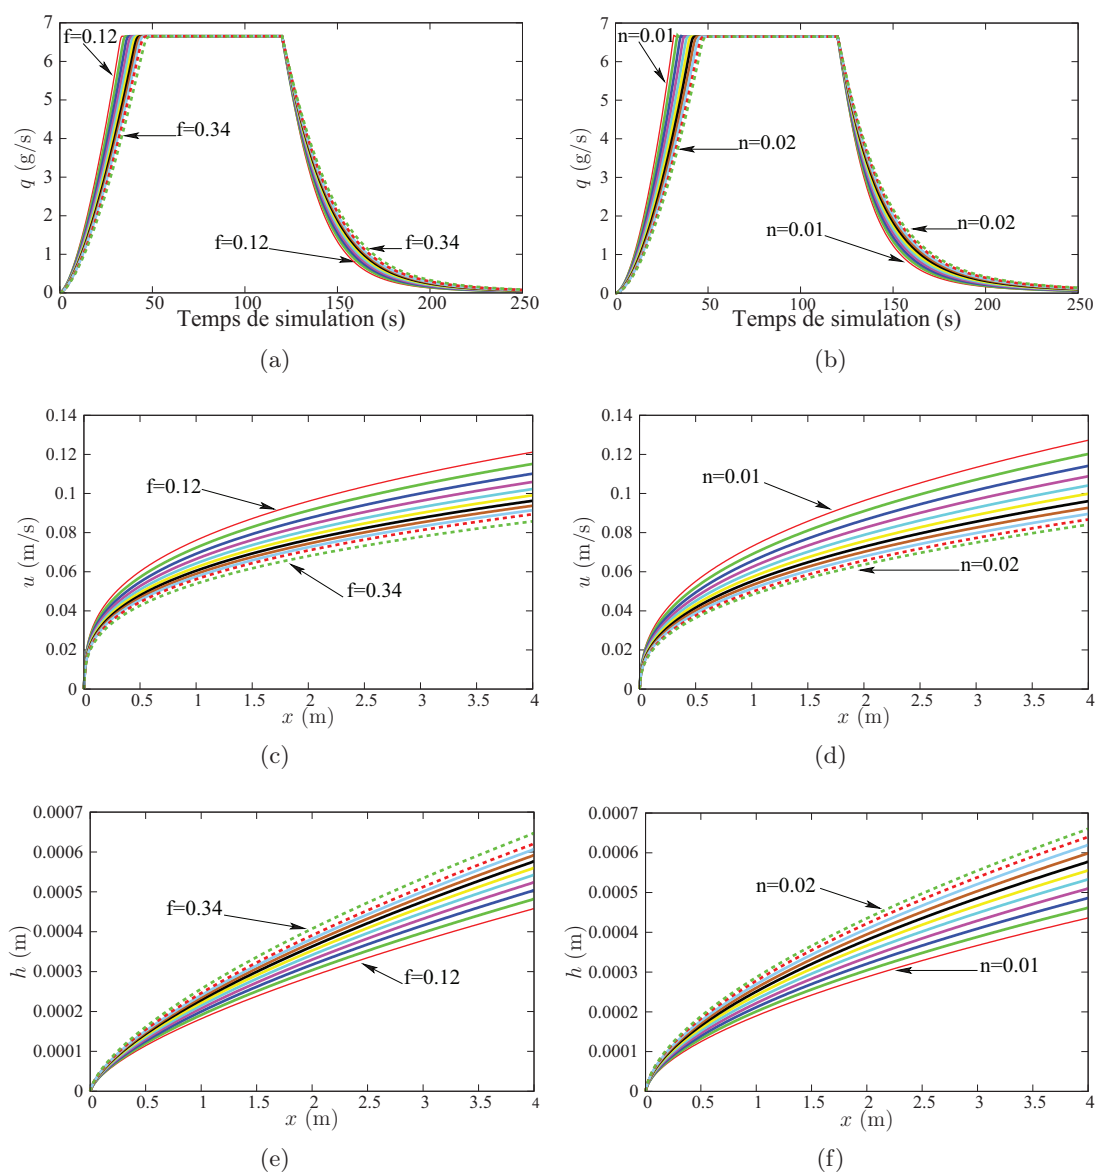 7
6
5
4
3
2
1
0
q (g/s)
f=0.12
f=0.34
f=0.12
f=0.34
0 50 100 150 200 250
Temps de simulation (s)
(a)
7
6
5
4
3
2
1
0
q (g/s)
n=0.01
n=0.02
n=0.02
n=0.01
0 50 100 150 200 250
Temps de simulation (s)
(b)
0.14
0.12
0.1
0.08
0.06
0.04
0.02
0
u (m/s)
f=0.12
f=0.34
0 0.5 1 1.5 2 2.5 3 3.5 4
x (m)
(c)
0.14
0.12
0.1
0.08
0.06
0.04
0.02
0
u (m/s)
n=0.01
n=0.02
0 0.5 1 1.5 2 2.5 3 3.5 4
x (m)
(d)
0.0007
0.0006
0.0005
0.0004
0.0003
0.0002
0.0001
0
h (m)
f=0.34
f=0.12
0 0.5 1 1.5 2 2.5 3 3.5 4
x (m)
(e)
0.0007
0.0006
0.0005
0.0004
0.0003
0.0002
0.0001
0
h (m)
n=0.02
n=0.01
0 0.5 1 1.5 2 2.5 3 3.5 4
x (m)
(f)